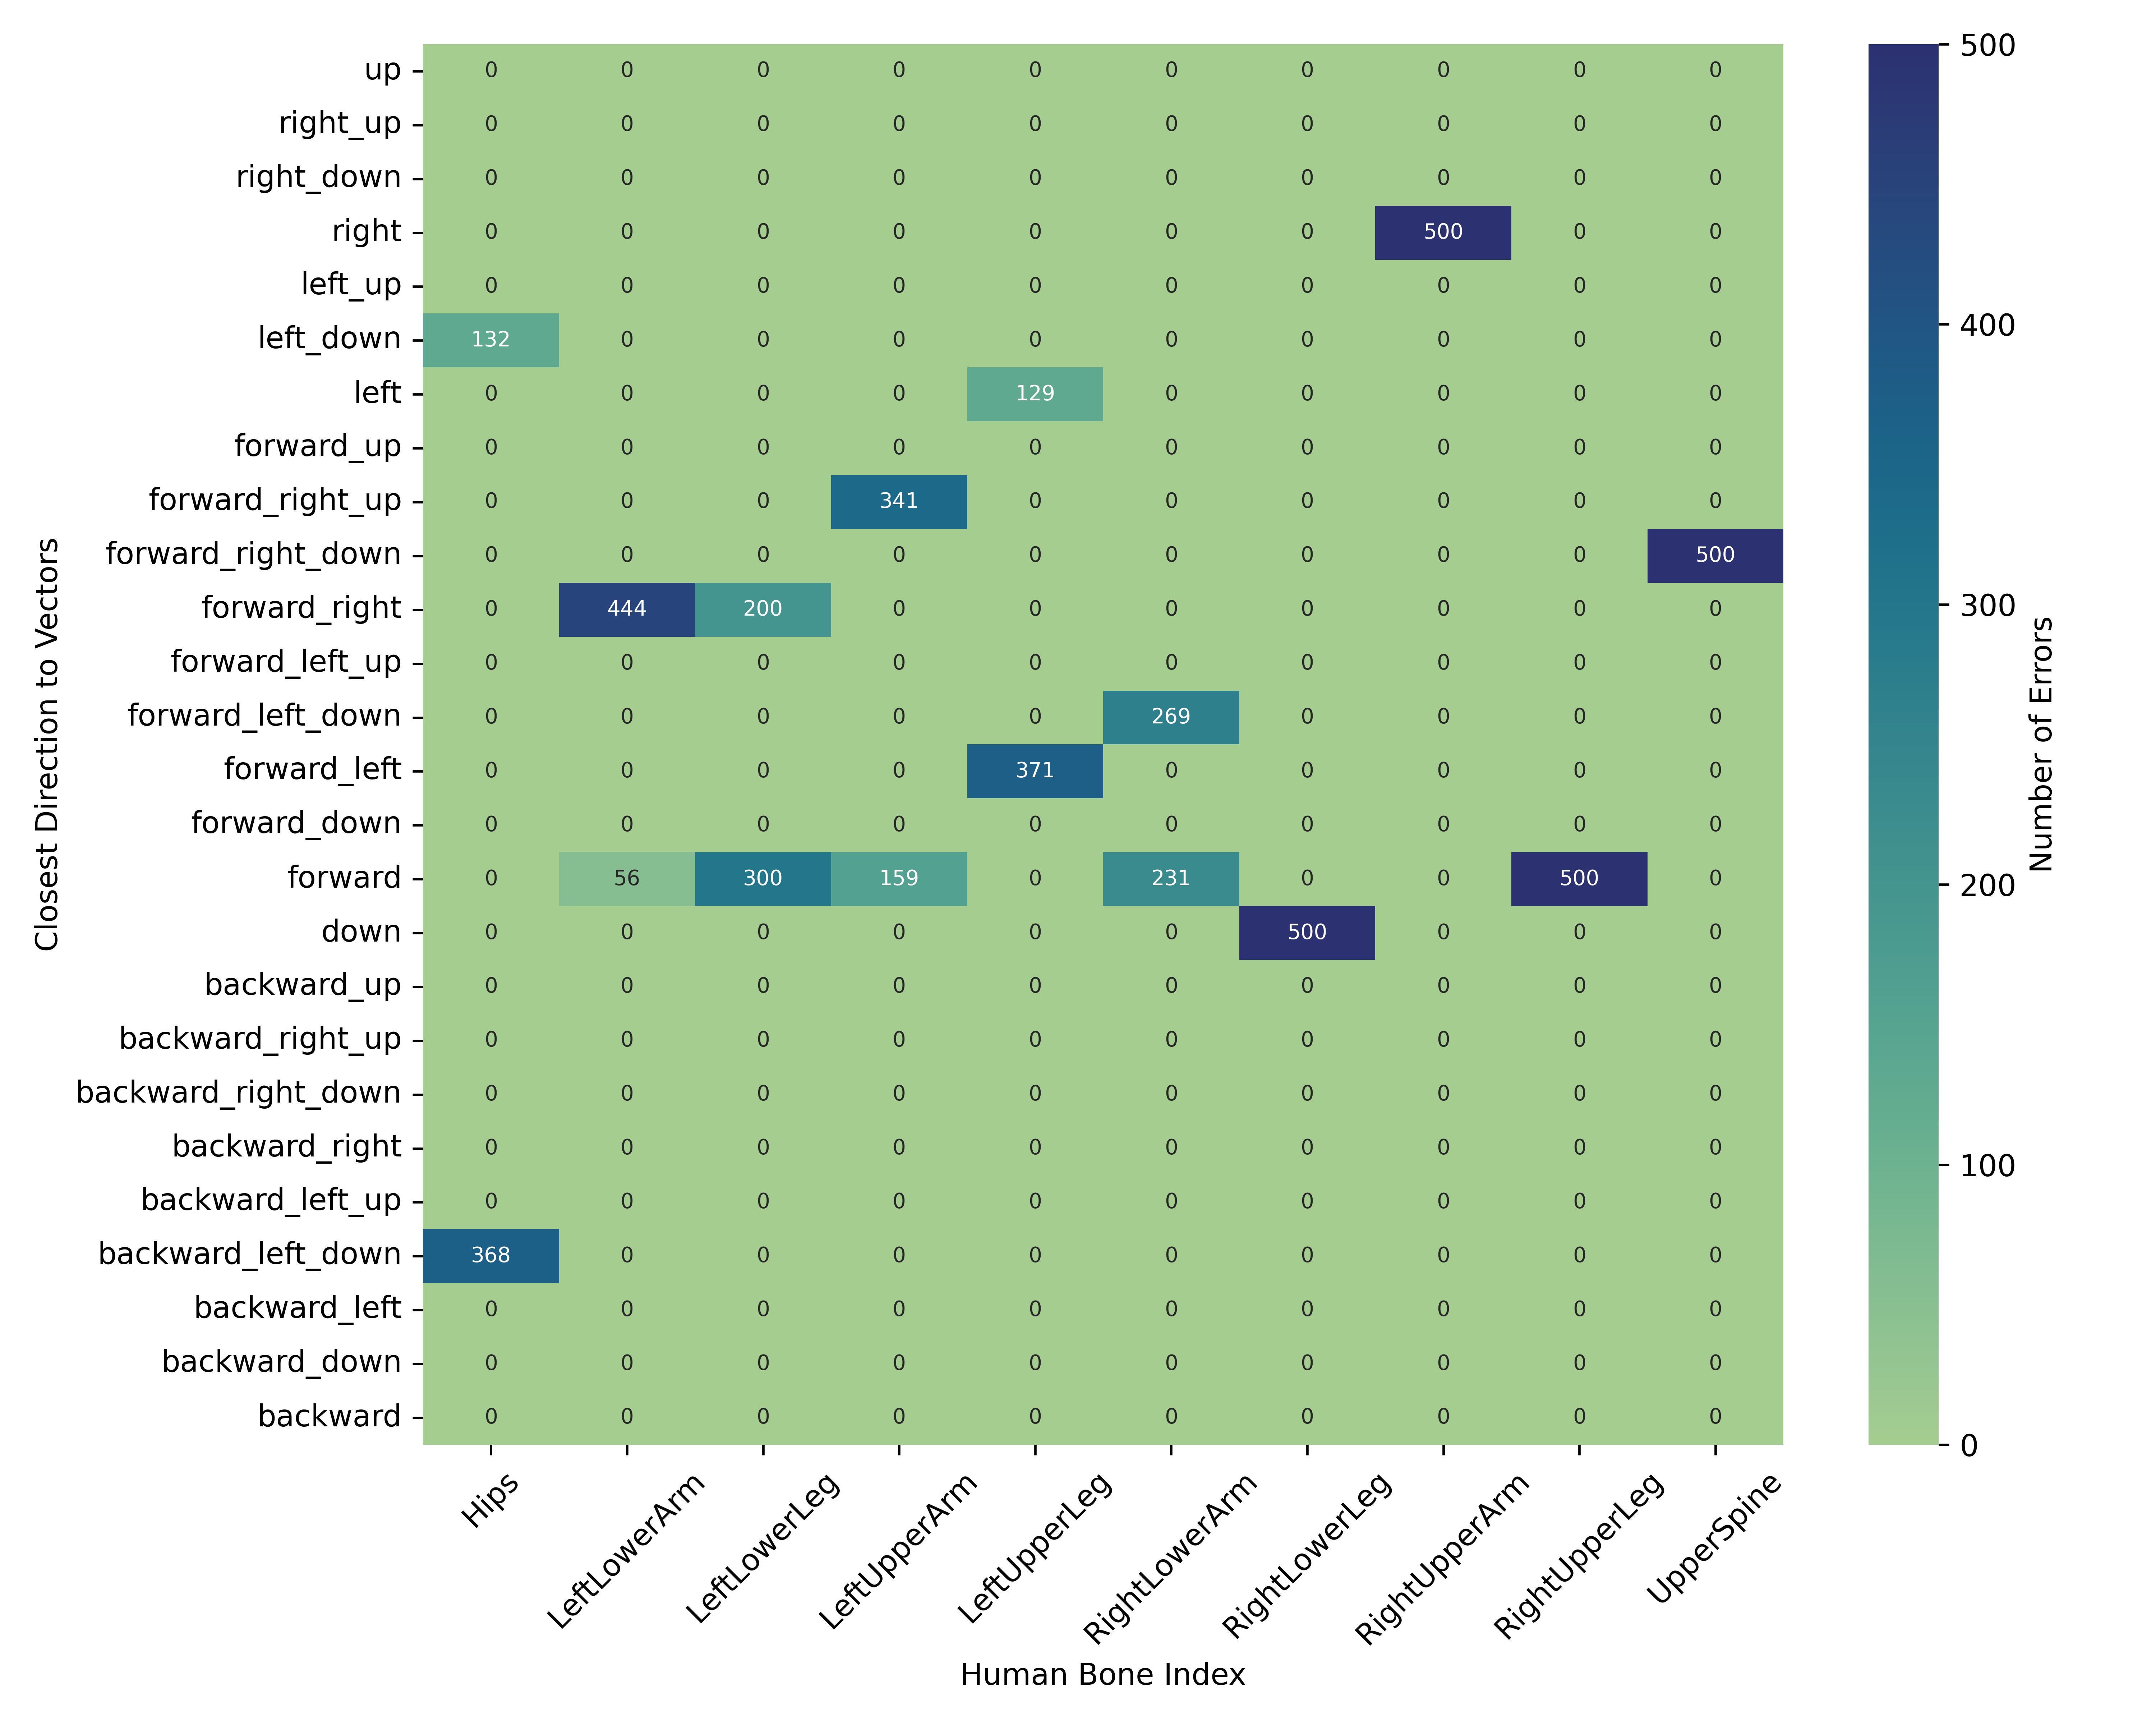 up 0 0 0 0 0 0 0 0 0 0
right_up 0 0 0 0 0 0 0 0 0 0
right_down 0 0 0 0 0 0 0 0 0 0
right 0 0 0 0 0 0 0 500 0 0
left_up 0 0 0 0 0 0 0 0 0 0
left_down 132 0 0 0 0 0 0 0 0 0
left 0 0 0 0 129 0 0 0 0 0
forward_up 0 0 0 0 0 0 0 0 0 0
forward_right_up 0 0 0 341 0 0 0 0 0 0
forward_right_down 0 0 0 0 0 0 0 0 0 500
forward_right 0 444 200 0 0 0 0 0 0 0
forward_left_up 0 0 0 0 0 0 0 0 0 0
forward_left_down 0 0 0 0 0 269 0 0 0 0
forward_left 0 0 0 0 371 0 0 0 0 0
forward_down 0 0 0 0 0 0 0 0 0 0
forward 0 56 300 159 0 231 0 0 500 0
down 0 0 0 0 0 0 500 0 0 0
backward_up 0 0 0 0 0 0 0 0 0 0
backward_right_up 0 0 0 0 0 0 0 0 0 0
backward_right_down 0 0 0 0 0 0 0 0 0 0
backward_right 0 0 0 0 0 0 0 0 0 0
backward_left_up 0 0 0 0 0 0 0 0 0 0
backward_left_down 368 0 0 0 0 0 0 0 0 0
backward_left 0 0 0 0 0 0 0 0 0 0
backward_down 0 0 0 0 0 0 0 0 0 0
backward 0 0 0 0 0 0 0 0 0 0
Closest Direction to Vectors
Hips
LeftLowerArm
LeftLowerLeg
LeftUpperArm
LeftUpperLeg
RightLowerArm
RightLowerLeg
RightUpperArm
RightUpperLeg
UpperSpine
Human Bone Index
500
400
300
200
100
0
Number of Errors